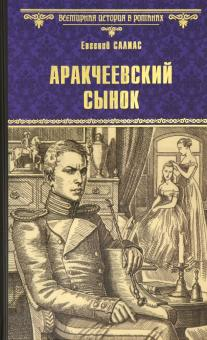 ВСЕМИРНАЯ ИСТОРИЯ В РОМАНАХ
Евгений САЛИАС
АРАКЧЕЕВСКИЙ
СЫНОК